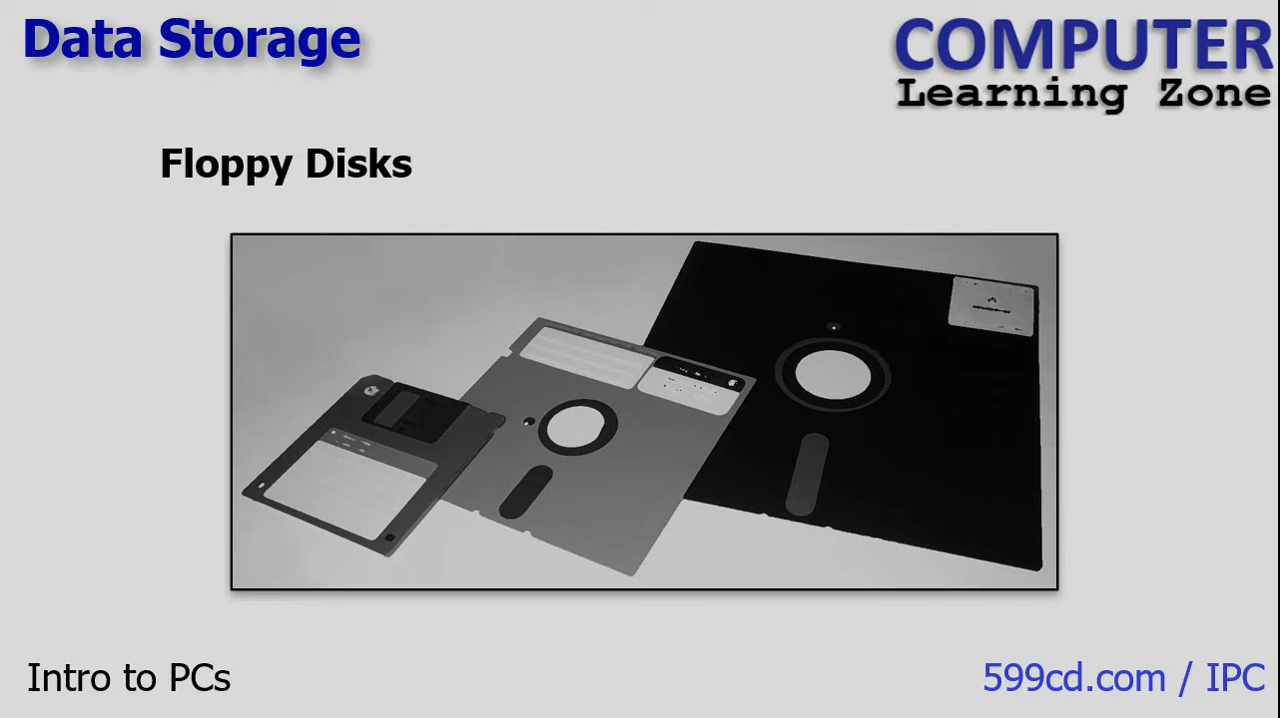 Data Storage
COMPUTER
Learning Zone
Floppy Disks
Intro to PCs
599cd.com / IPC